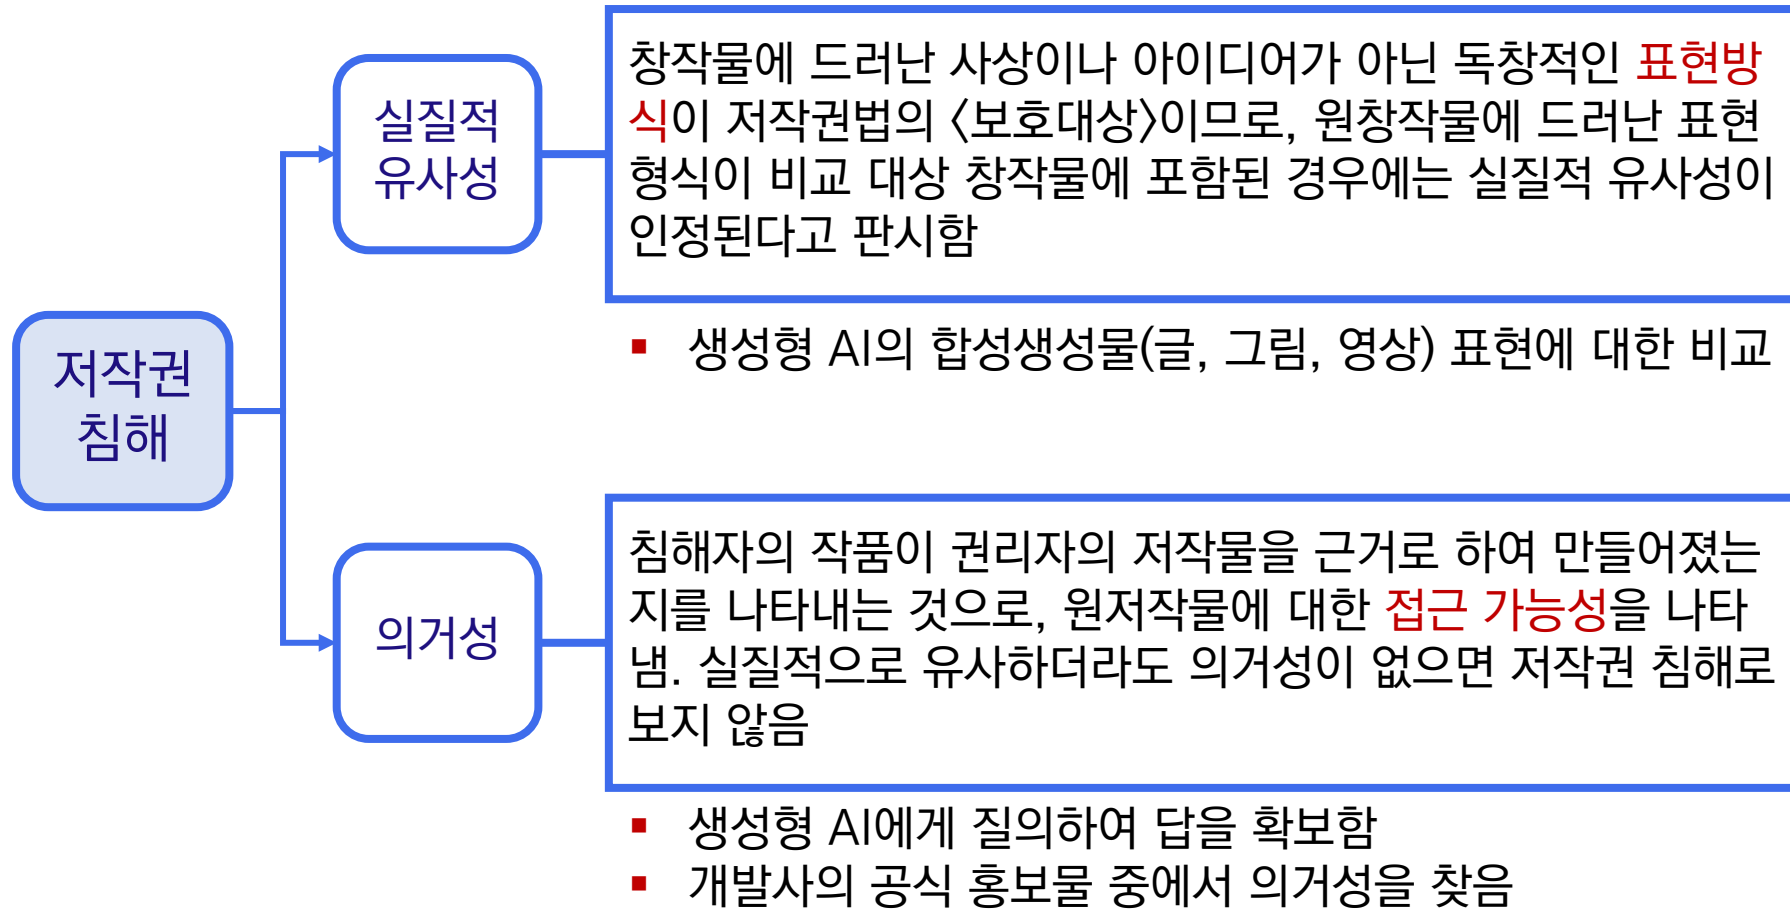 저작권
침해
실질적
유사성
창작물에 드러난 사상이나 아이디어가 아닌 독창적인 표현방
식이 저작권법의 〈보호대상〉이므로, 원창작물에 드러난 표현
형식이 비교 대상 창작물에 포함된 경우에는 실질적 유사성이
인정된다고 판시함
▪ 생성형 AI의 합성생성물(글, 그림, 영상) 표현에 대한 비교
의거성
침해자의 작품이 권리자의 저작물을 근거로 하여 만들어졌는
지를 나타내는 것으로, 원저작물에 대한 접근 가능성을 나타
냄. 실질적으로 유사하더라도 의거성이 없으면 저작권 침해로
보지 않음
▪ 생성형 AI에게 질의하여 답을 확보함
▪ 개발사의 공식 홍보물 중에서 의거성을 찾음